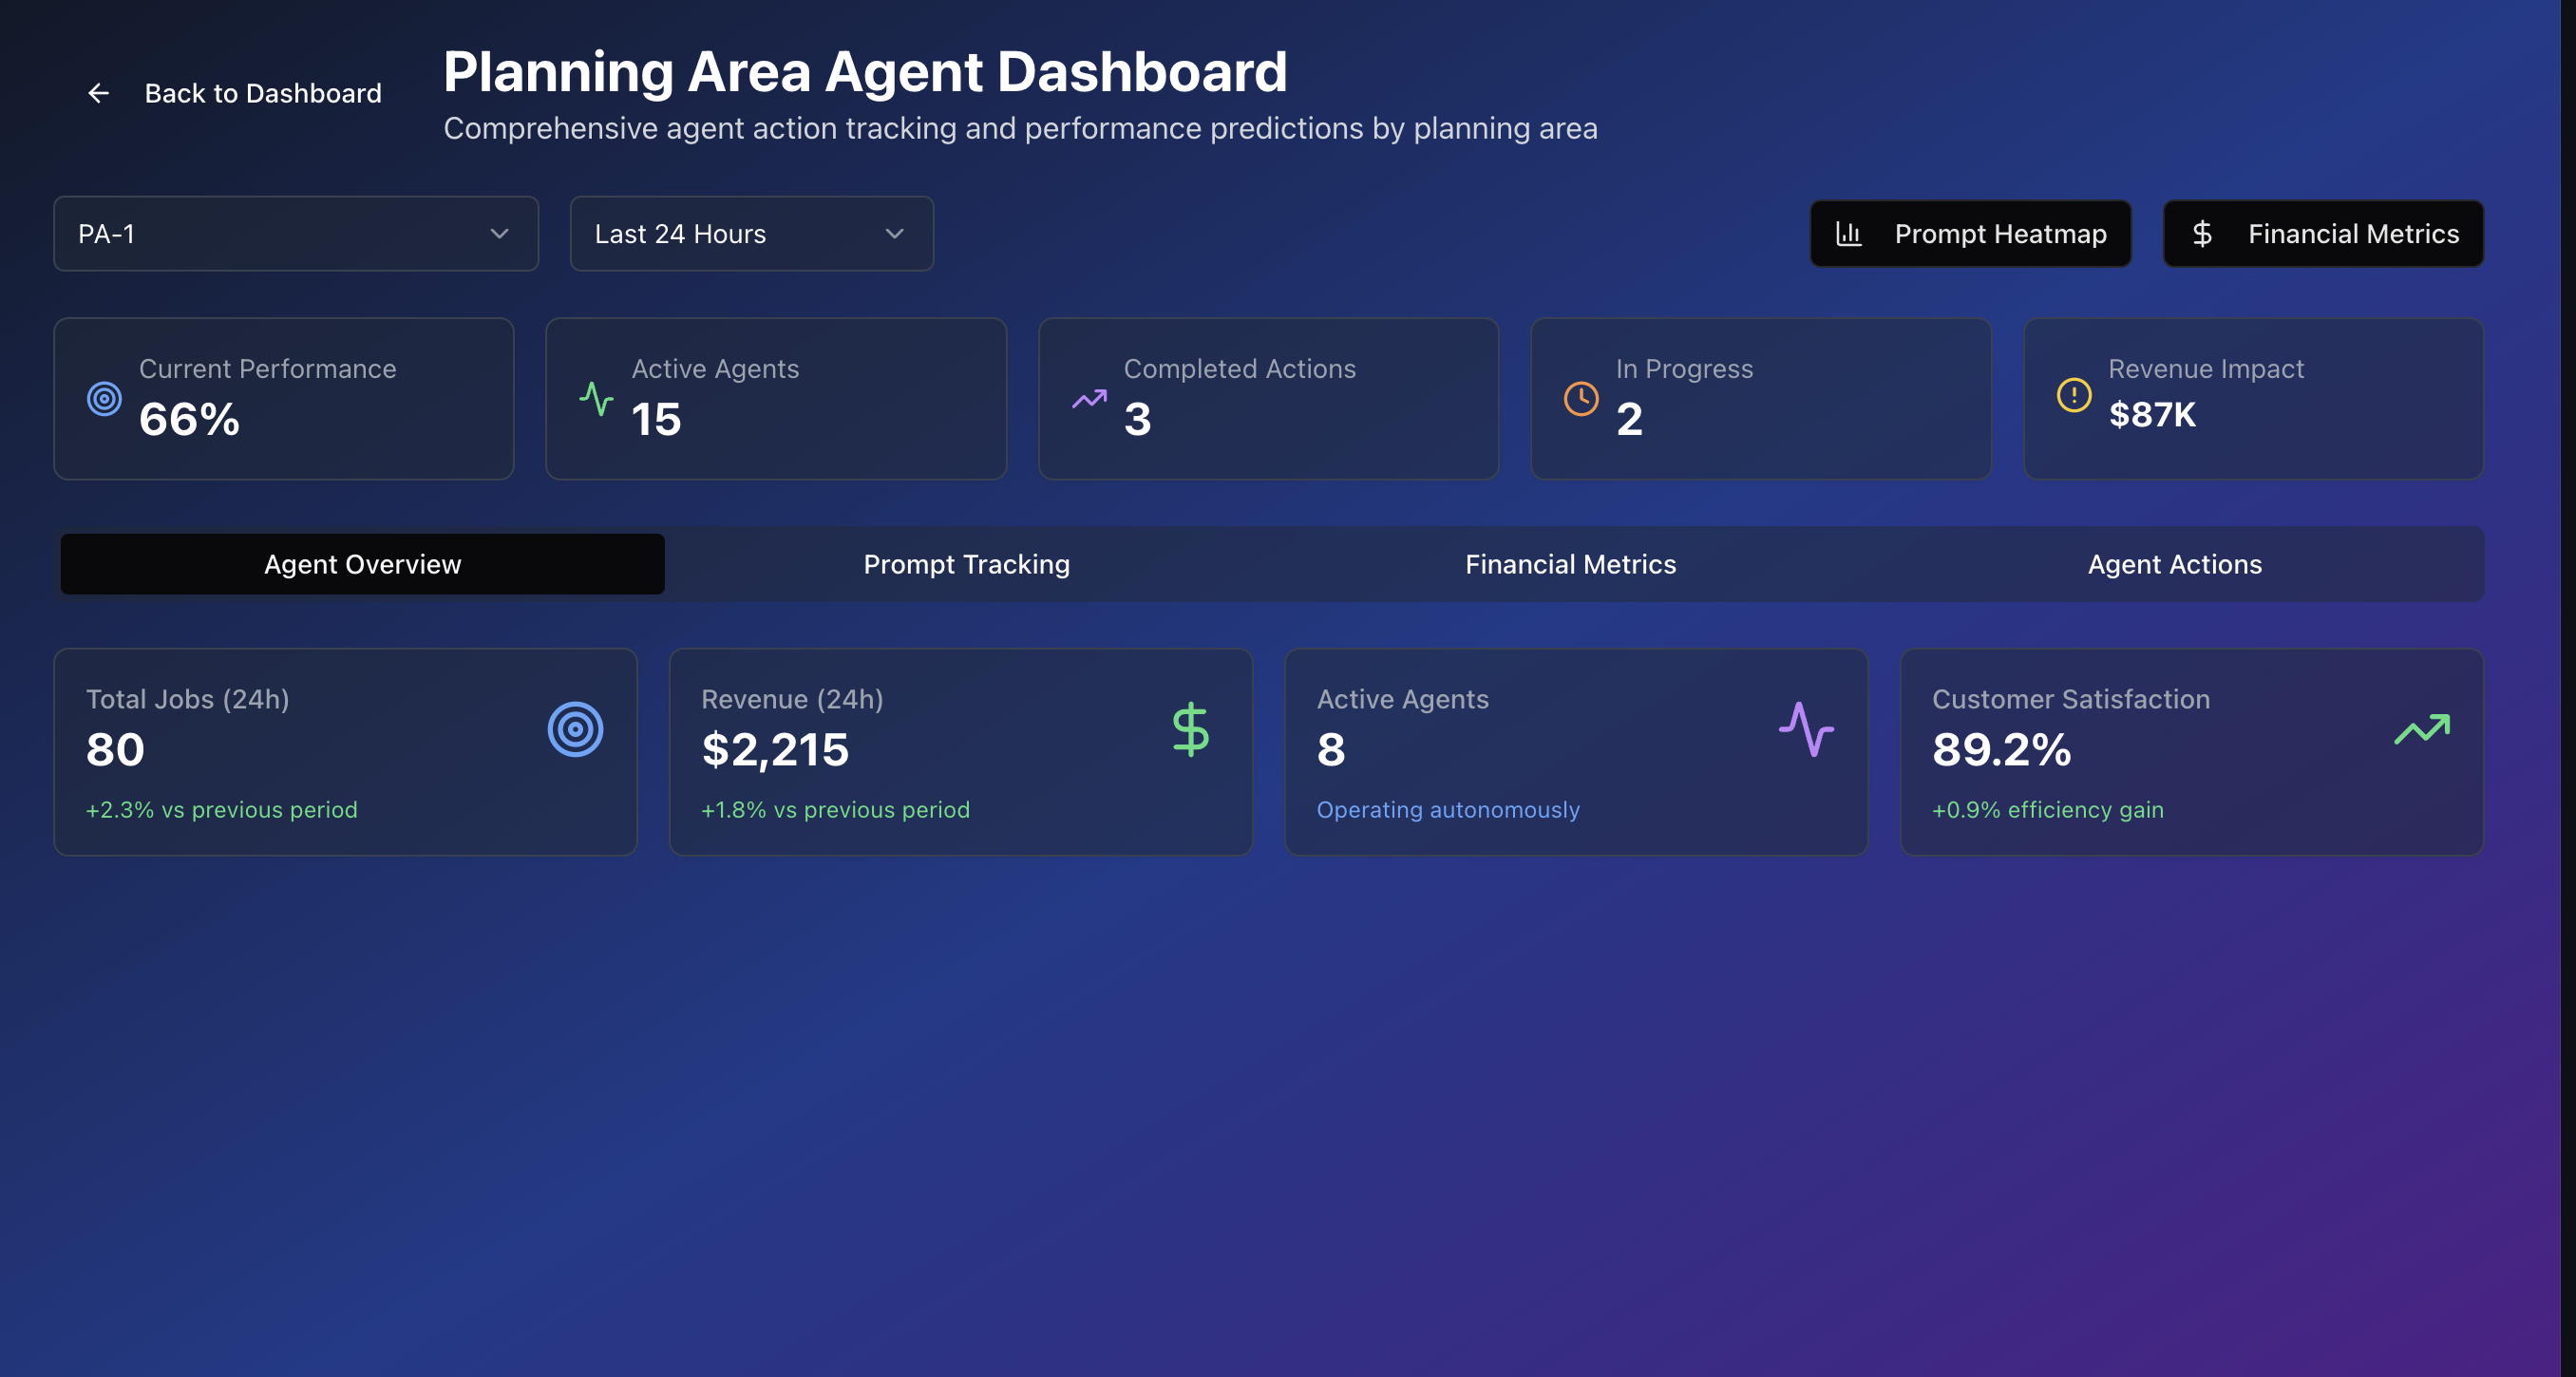 Back to Dashboard
Planning Area Agent Dashboard
Comprehensive agent action tracking and performance predictions by planning area
PA-1
Last 24 Hours
Prompt Heatmap
Financial Metrics
Current Performance
66%
Active Agents
15
Completed Actions
3
In Progress
2
Revenue Impact
$87K
Agent Overview
Prompt Tracking
Financial Metrics
Agent Actions
Total Jobs (24h)
80
+2.3% vs previous period
Revenue (24h)
$2,215
+1.8% vs previous period
Active Agents
8
Operating autonomously
Customer Satisfaction
89.2%
+0.9% efficiency gain